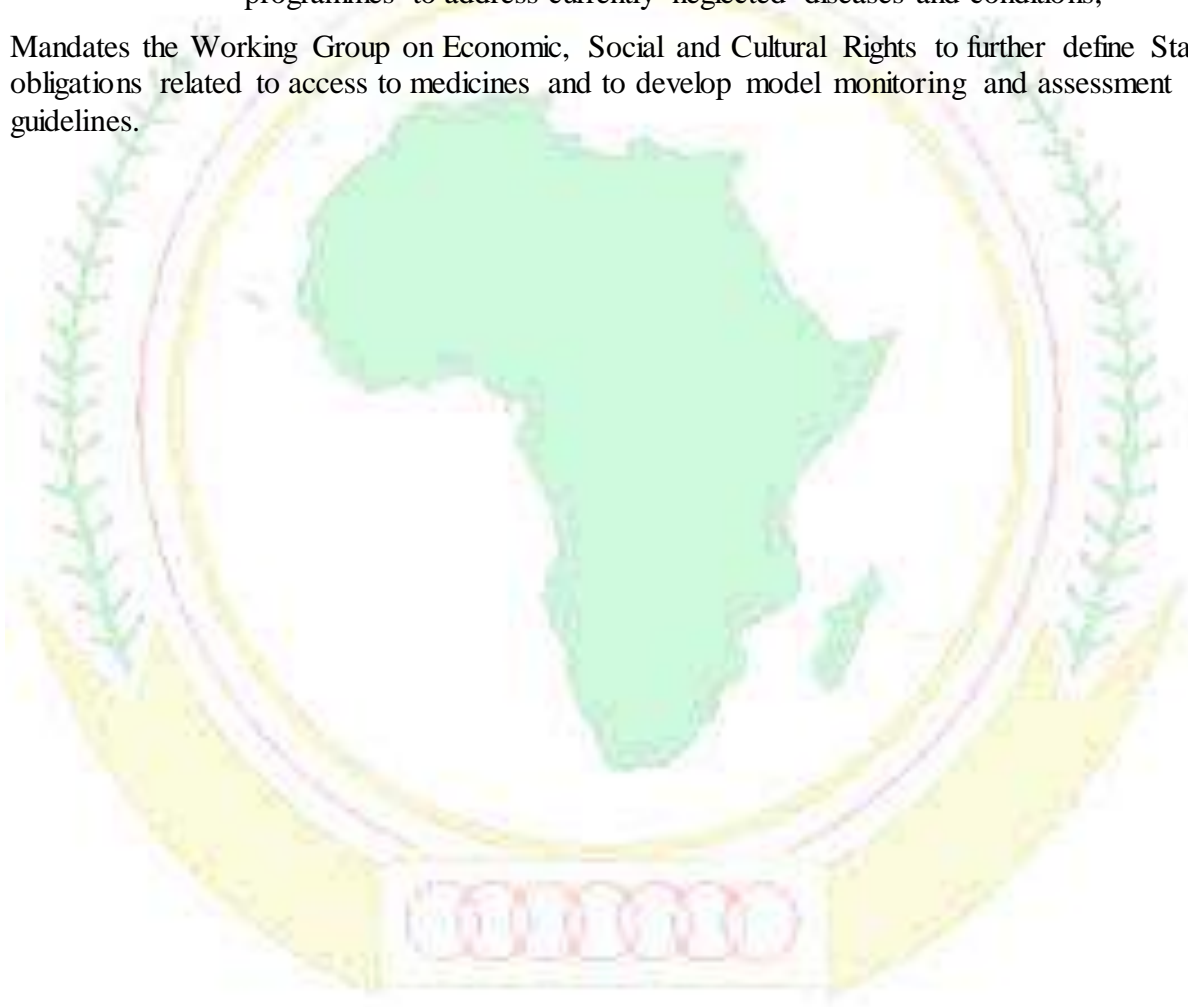 programmes to address currently neglected diseases and conditions;
Mandates the Working Group on Economic, Social and Cultural Rights to further define Sta
obligations related to access to medicines and to develop model monitoring and assessment
guidelines.